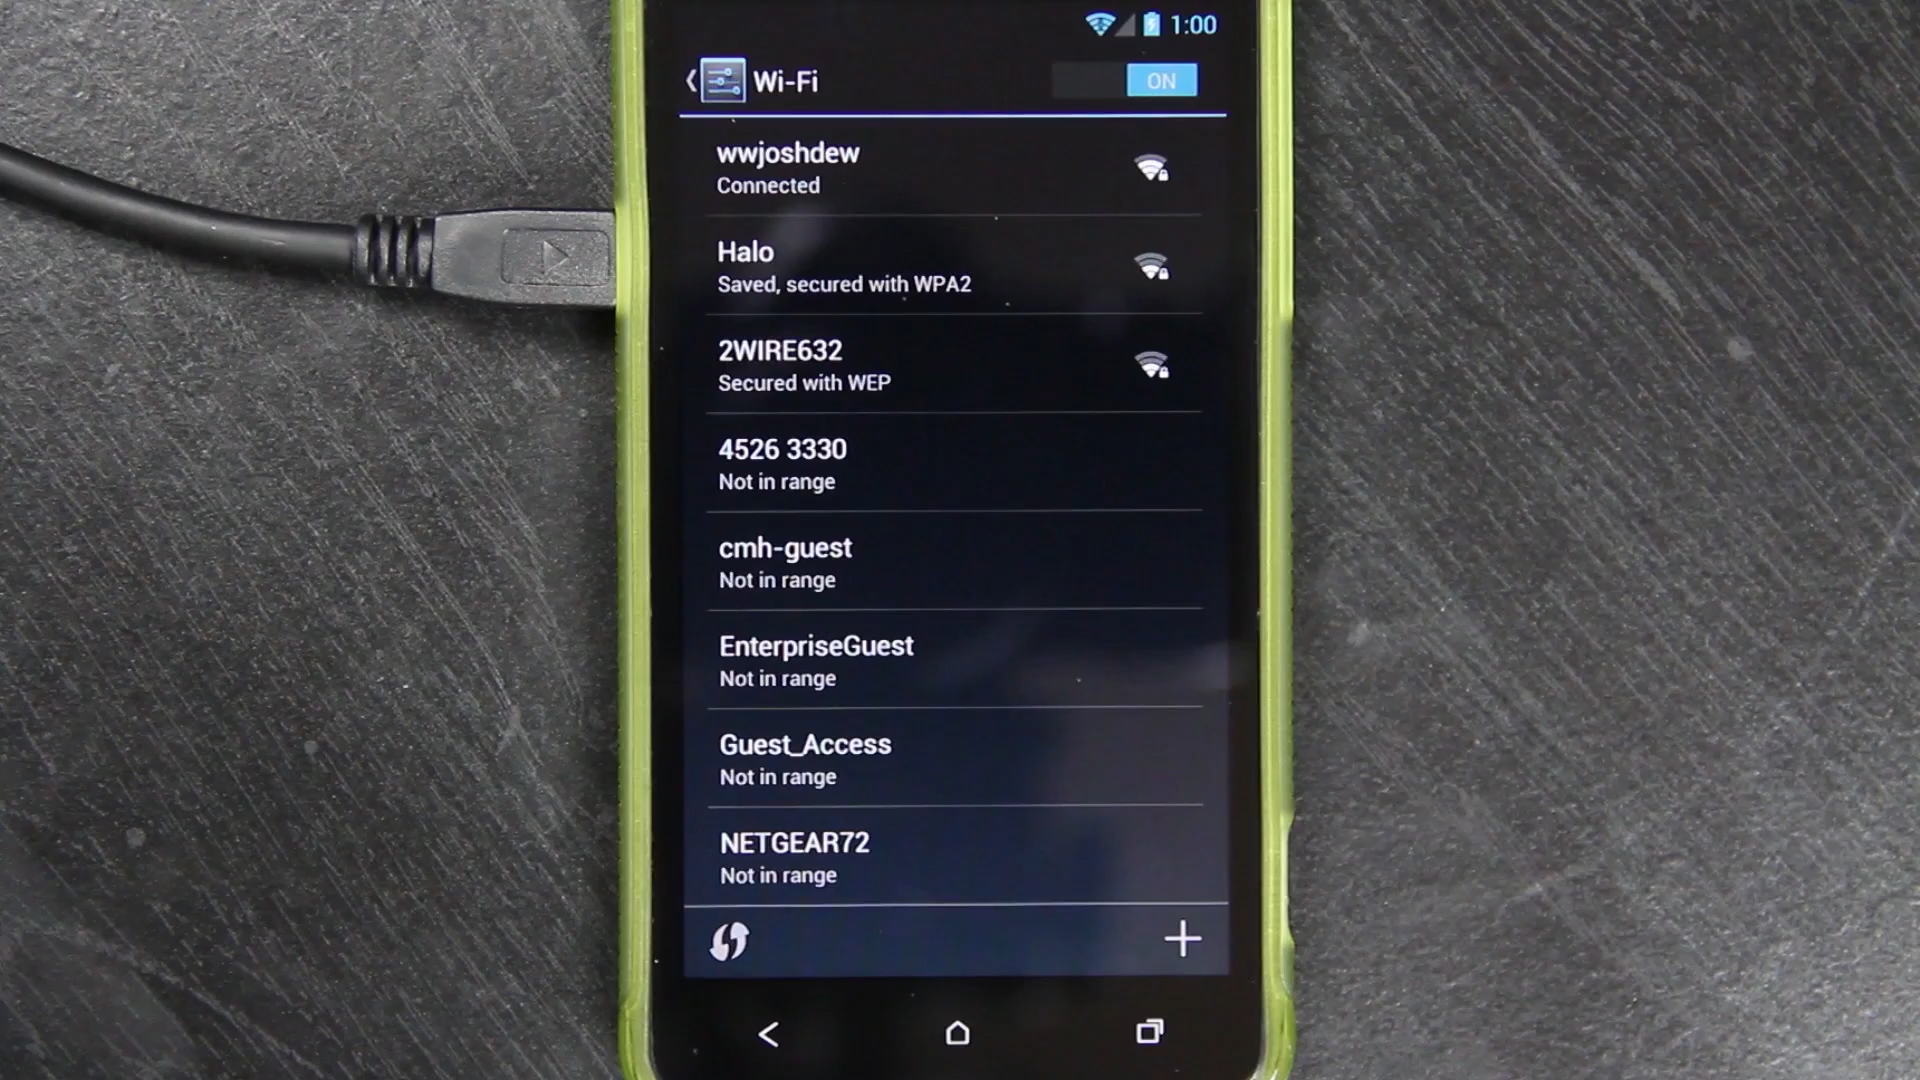 1:00
Wi-Fi
ON
wwjoshdew
Connected
Halo
Saved, secured with WPA2
2WIRE632
Secured with WEP
4526 3330
Not in range
cmh-guest
Not in range
EnterpriseGuest
Not in range
Guest_Access
Not in range
NETGEAR72
Not in range